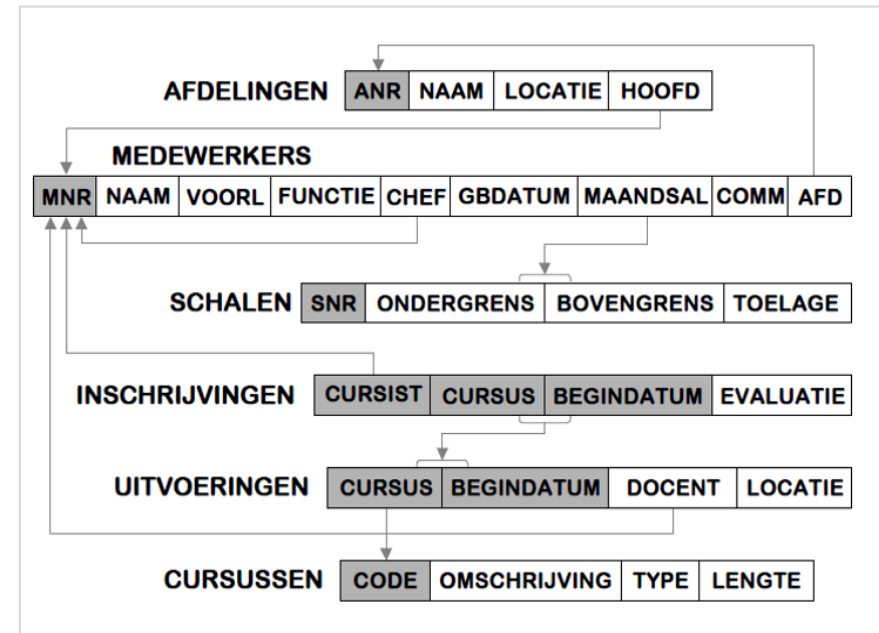 AFDELINGEN ANR NAAM LOCATIE HOOFD
MEDEWERKERS
MNR NAAM VOORL FUNCTIE CHEF GBDATUM MAANDSAL COMM AFD
SCHALEN SNR ONDERGRENS BOVENGRENS TOELAGE
INSCHRIJVINGEN CURSIST CURSUS BEGINDATUM EVALUATIE
UITVOERINGEN CURSUS BEGINDATUM DOCENT LOCATIE
CURSUSSEN CODE OMSCHRIJVING TYPE LENGTE